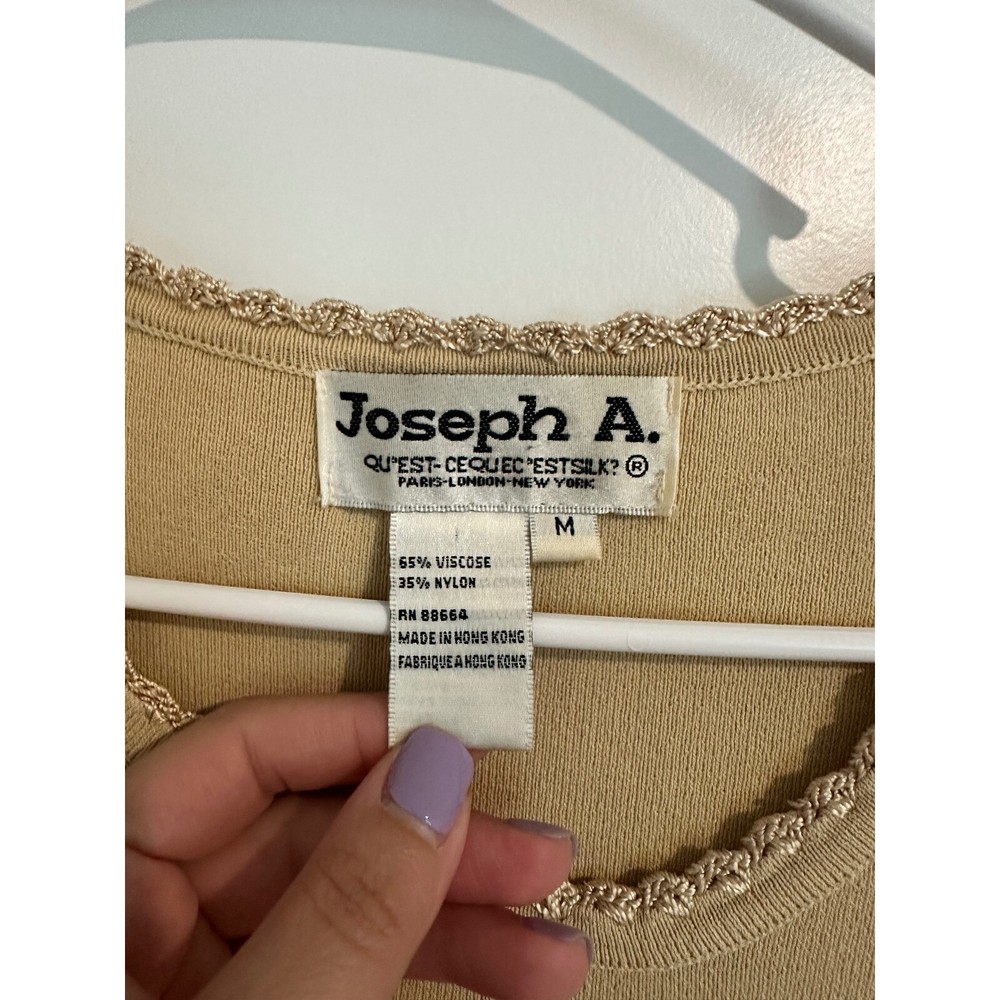 Joseph A.
QU'EST-CEQUEC'ESTSILK? ®
PARIS-LONDON-NEW YORK
M
65% VISCOSE
35% NYLON
RN 88664
MADE IN HONG KONG
FABRIQUE A HONG KONG